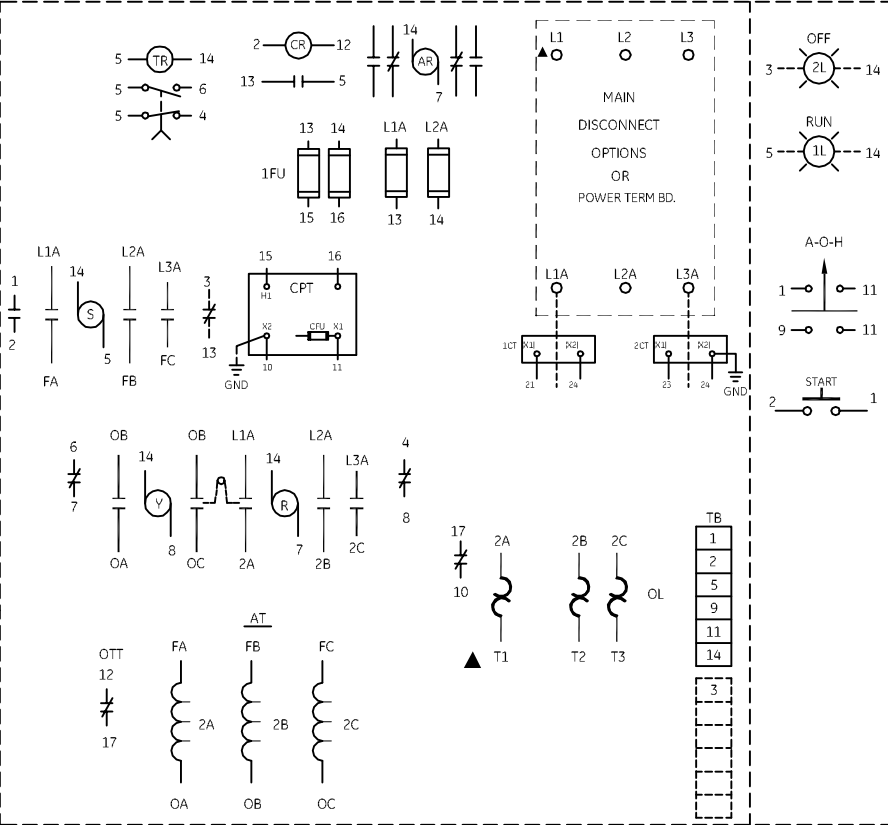 5 TR 14
5 6
5 4
2 CR 12
13 5
14
AR
7
L1 L2 L3
MAIN
DISCONNECT
OPTIONS
OR
POWER TERM BD.
L1A L2A L3A
OFF
3 2L 14
RUN
5 1L 14
13 14 L1A L2A
1FU
15 16 13 14
A-O-H
1 11
9 11
START
2 1
1
2
L1A
FA
14
S
5
L2A
FB
L3A
FC
3
13
15 16
H1 CPT
X2 CFU X1
10 11
GND
1CT X1 X2
21 24
2CT X1 X2
23 24
GND
6
7
OB
OA
14
Y
8
OB
OC
L1A
2A
14
R
7
L2A
2B
L3A
2C
4
8
17
10
2A 2B 2C
OL
T1 T2 T3
TB
1
2
5
9
11
14
3
AT
OTT
12
17
FA FB FC
2A 2B 2C
OA OB OC